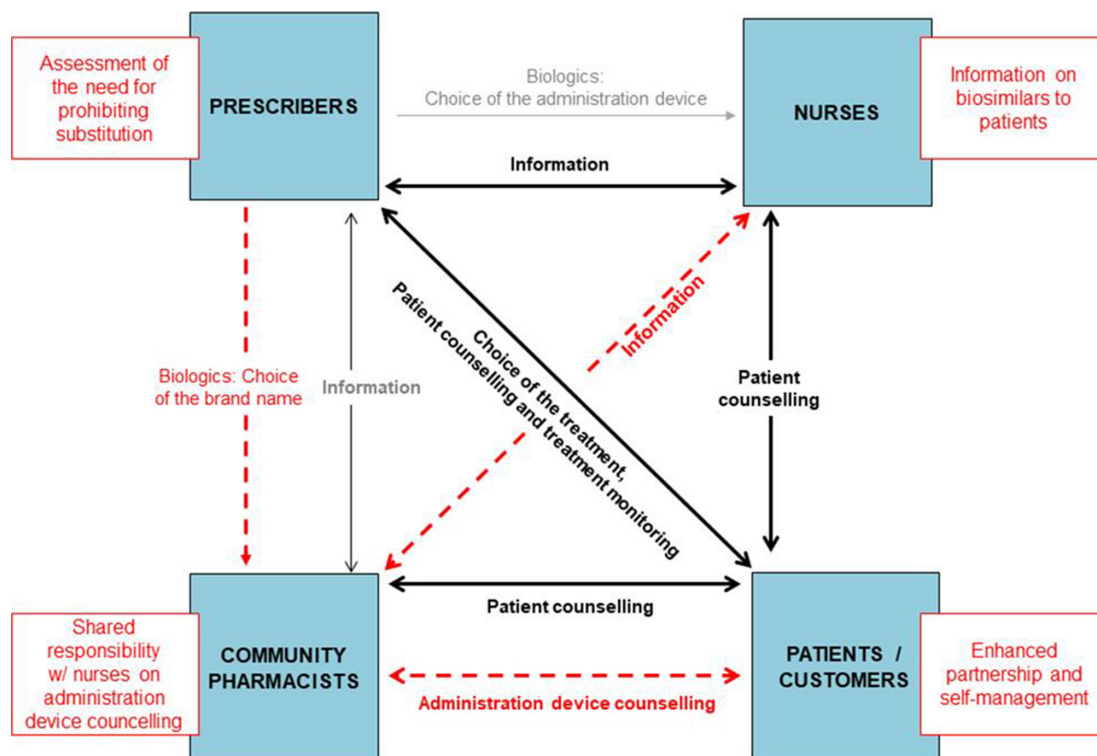 Assessment of
the need for
prohibiting
substitution
PRESCRIBERS
Biologics:
Choice of the administration device
NURSES
Information on
biosimilars to
patients
Information
Information
Choice of the treatment,
Patient counselling and treatment monitoring
Biologics: Choice
of the brand name
Information
Patient
counselling
Patient counselling
Shared
responsibility
w/ nurses on
administration
device councelling
COMMUNITY
PHARMACISTS
Administration device counselling
PATIENTS /
CUSTOMERS
Enhanced
partnership and
self-management